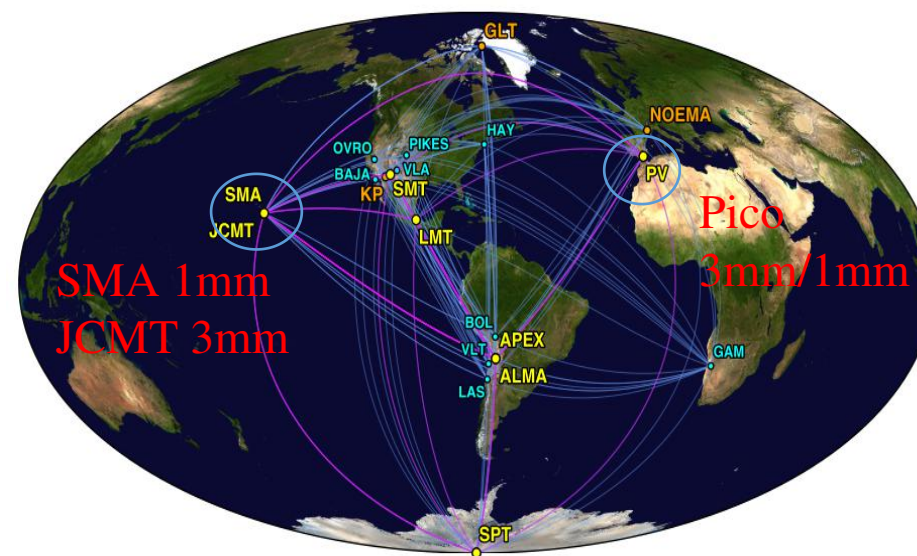 GLT
NOEMA
HAY
PIKES
OVRO
VLA
BAJA
SMT
KP
PV
SMA
JCMT
LMT
Pico
3mm/1mm
SMA 1mm
JCMT 3mm
BOL
APEX
VLT
GAM
ALMA
LAS
SPT